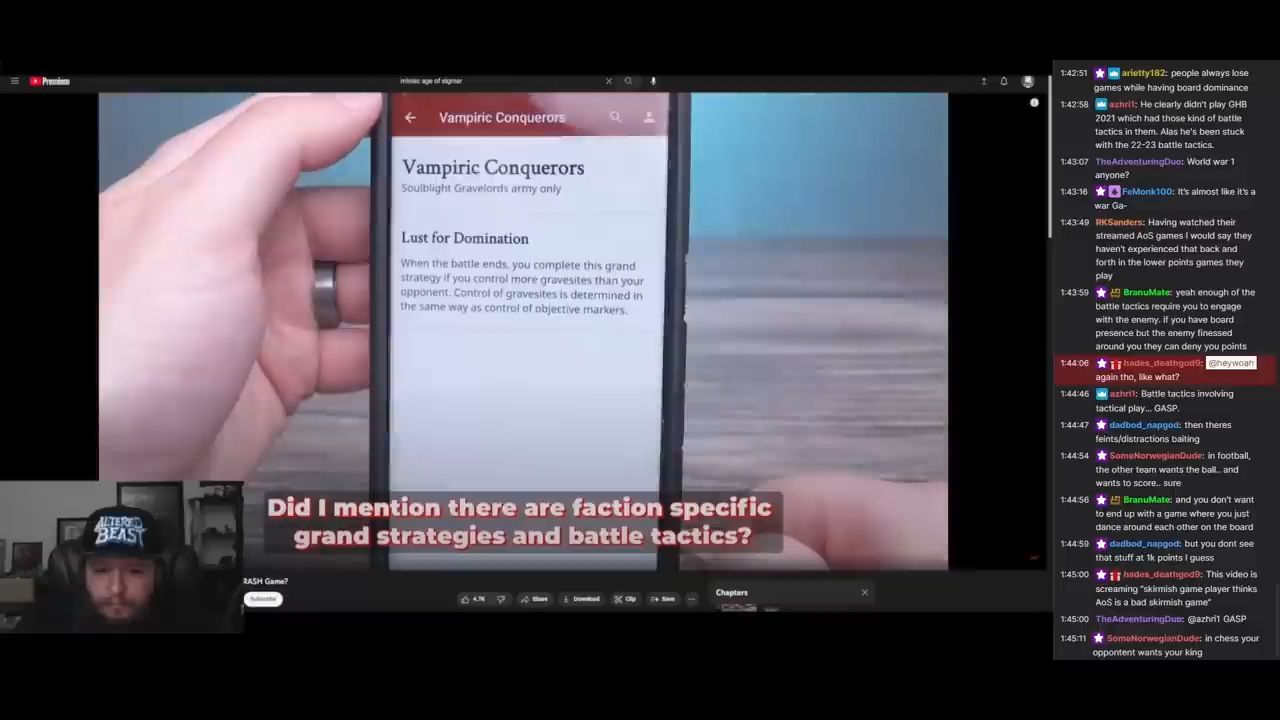 Premium
miniac age of sigmar
Vampiric Conquerors
Vampiric Conquerors
Soulblight Gravelords army only
Lust for Domination
When the battle ends, you complete this grand
strategy if you control more gravesites than your
opponent. Control of gravesites is determined in
the same way as control of objective markers.
Did I mention there are faction specific
grand strategies and battle tactics?
ALTERED
BEAST
RASH Game?
Subscribe
4.7K
Share
Download
Clip
Save
Chapters
1:42:51 arietty182: people always lose
games while having board dominance
1:42:58 azhri1: He clearly didn't play GHB
2021 which had those kind of battle
tactics in them. Alas he's been stuck
with the 22-23 battle tactics.
1:43:07 TheAdventuringDuo: World war 1
anyone?
1:43:16 FeMonk100: It's almost like it's a
war Ga-
1:43:49 RKSanders: Having watched their
streamed AoS games I would say they
haven't experienced that back and
forth in the lower points games they
play
1:43:59 BranuMate: yeah enough of the
battle tactics require you to engage
with the enemy. if you have board
presence but the enemy finessed
around you they can deny you points
1:44:06 hades_deathgod9: @heywoah
again tho, like what?
1:44:46 azhri1: Battle tactics involving
tactical play... GASP.
1:44:47 dadbod_napgod: then theres
feints/distractions baiting
1:44:54 SomeNorwegianDude: in football,
the other team wants the ball.. and
wants to score.. sure
1:44:56 BranuMate: and you don't want
to end up with a game where you just
dance around each other on the board
1:44:59 dadbod_napgod: but you dont see
that stuff at 1k points I guess
1:45:00 hades_deathgod9: This video is
screaming "skirmish game player thinks
AoS is a bad skirmish game"
1:45:00 TheAdventuringDuo: @azhri1 GASP
1:45:11 SomeNorwegianDude: in chess your
oppontent wants your king